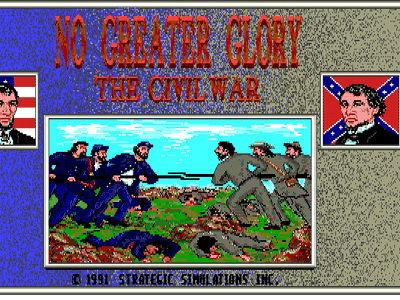 NO GREATER GLORY
THE CIVIL WAR
© 1991 STRATEGIC SIMULATIONS INC.